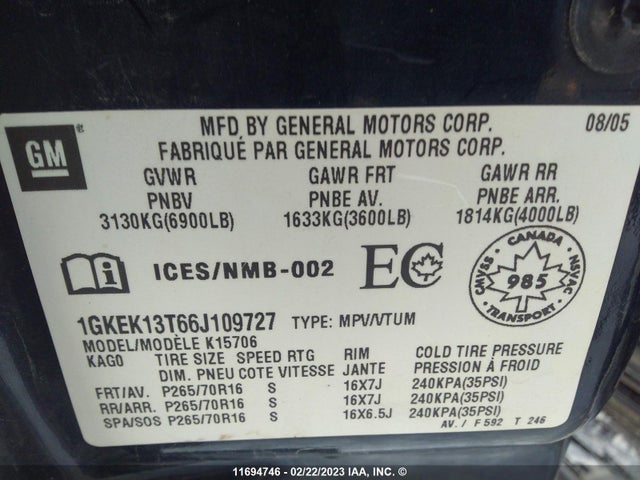 GM ®
MFD BY GENERAL MOTORS CORP. 08/05
FABRIQUÉ PAR GENERAL MOTORS CORP.
GVWR GAWR FRT GAWR RR
PNBV PNBE AV. PNBE ARR.
3130KG(6900LB) 1633KG(3600LB) 1814KG(4000LB)
ICES/NMB-002 EC
CANADA
CMVSS 985 NSVAC
TRANSPORT
1GKEK13T66J109727 TYPE: MPV/VTUM
MODEL/MODÈLE K15706
KAG0 TIRE SIZE SPEED RTG RIM COLD TIRE PRESSURE
DIM. PNEU COTE VITESSE JANTE PRESSION À FROID
FRT/AV. P265/70R16 S 16X7J 240KPA(35PSI)
RR/ARR. P265/70R16 S 16X7J 240KPA(35PSI)
SPA/SOS P265/70R16 S 16X6.5J 240KPA(35PSI)
AV. / F 592 T 246
11694746 - 02/22/2023 IAA, Inc. ©